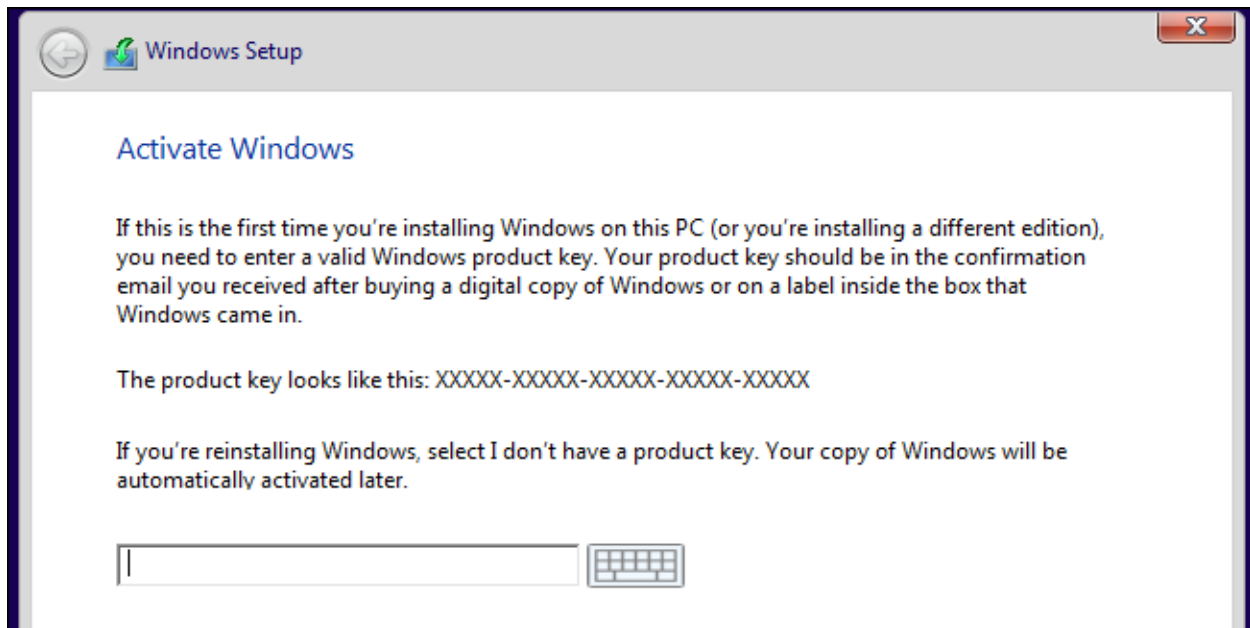 Windows Setup
Activate Windows
If this is the first time you're installing Windows on this PC (or you're installing a different edition),
you need to enter a valid Windows product key. Your product key should be in the confirmation
email you received after buying a digital copy of Windows or on a label inside the box that
Windows came in.
The product key looks like this: XXXXX-XXXXX-XXXXX-XXXXX-XXXXX
If you're reinstalling Windows, select I don't have a product key. Your copy of Windows will be
automatically activated later.